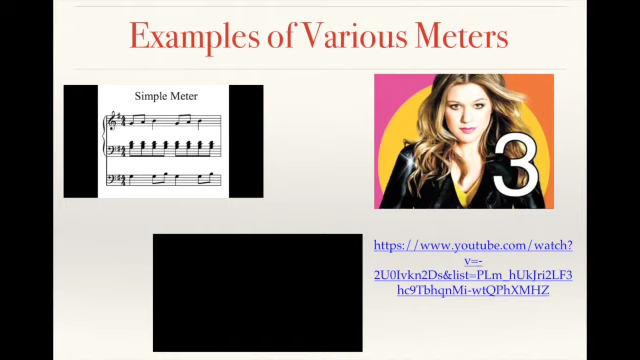 Examples of Various Meters
Simple Meter
3
https://www.youtube.com/watch?
v=-
2U0Ivkn2Ds&list=PLm_hUkJri2LF3
hc9TbhqnMi-wtQPhXMHZ